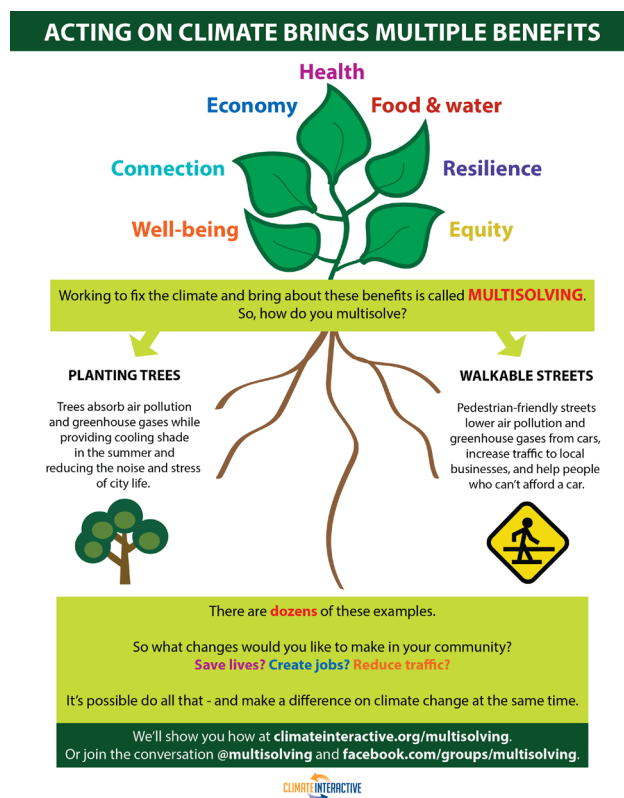 ACTING ON CLIMATE BRINGS MULTIPLE BENEFITS
Health
Economy
Food & water
Connection
Resilience
Well-being
Equity
Working to fix the climate and bring about these benefits is called MULTISOLVING.
So, how do you multisolve?
PLANTING TREES
Trees absorb air pollution
and greenhouse gases while
providing cooling shade
in the summer and
reducing the noise and stress
of city life.
WALKABLE STREETS
Pedestrian-friendly streets
lower air pollution and
greenhouse gases from cars,
increase traffic to local
businesses, and help people
who can't afford a car.
There are dozens of these examples.
So what changes would you like to make in your community?
Save lives? Create jobs? Reduce traffic?
It's possible do all that - and make a difference on climate change at the same time.
We'll show you how at climateinteractive.org/multisolving.
Or join the conversation @multisolving and facebook.com/groups/multisolving.
CLIMATE INTERACTIVE